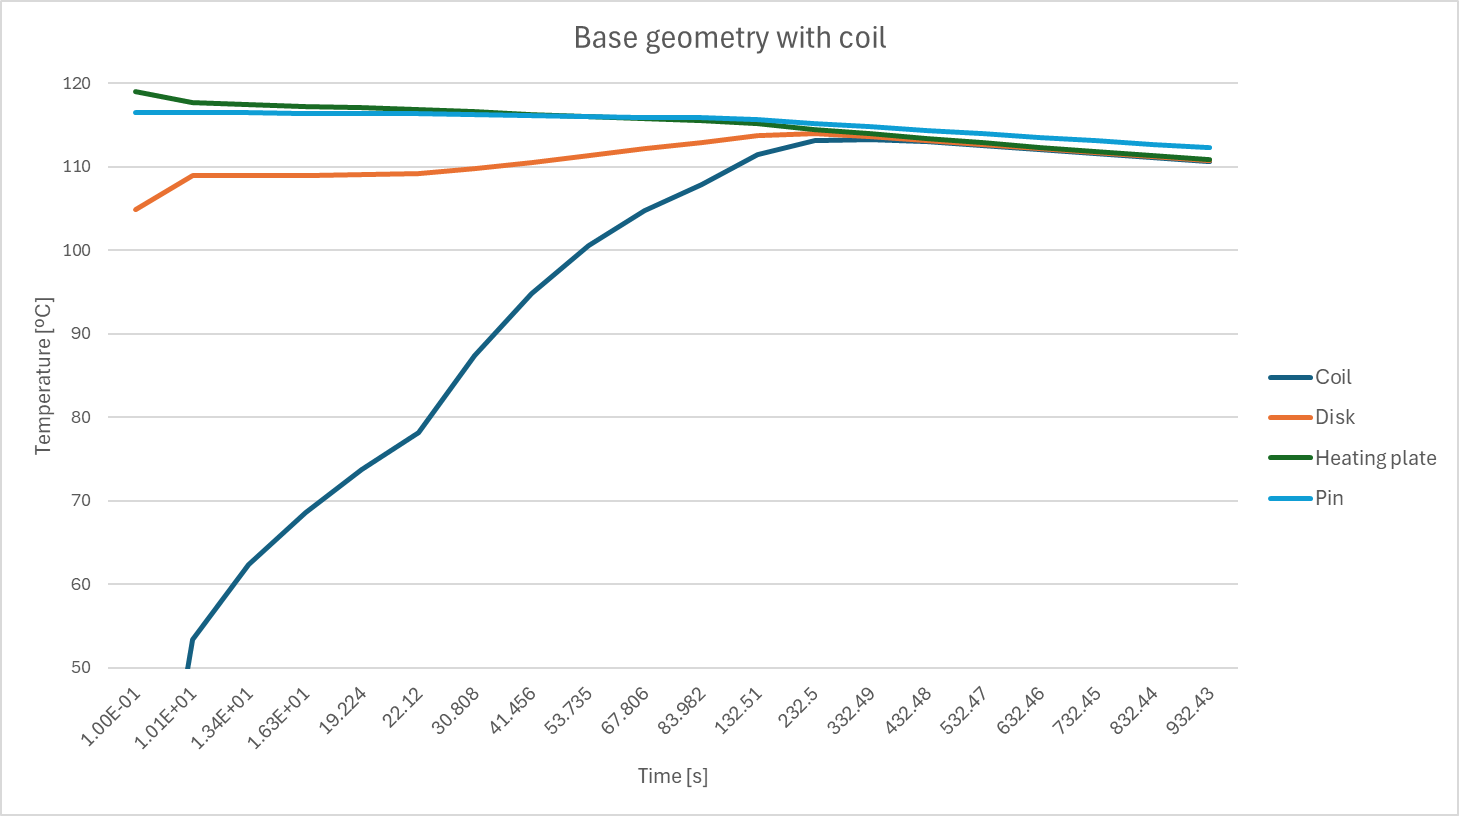 Base geometry with coil
120
110
100
90
80
70
60
50
Temperature [ºC]
1.00E-01
1.01E+01
1.34E+01
1.63E+01
19.224
22.12
30.808
41.456
53.735
67.806
83.982
132.51
232.5
332.49
432.48
532.47
632.46
732.45
832.44
932.43
Time [s]
Coil
Disk
Heating plate
Pin